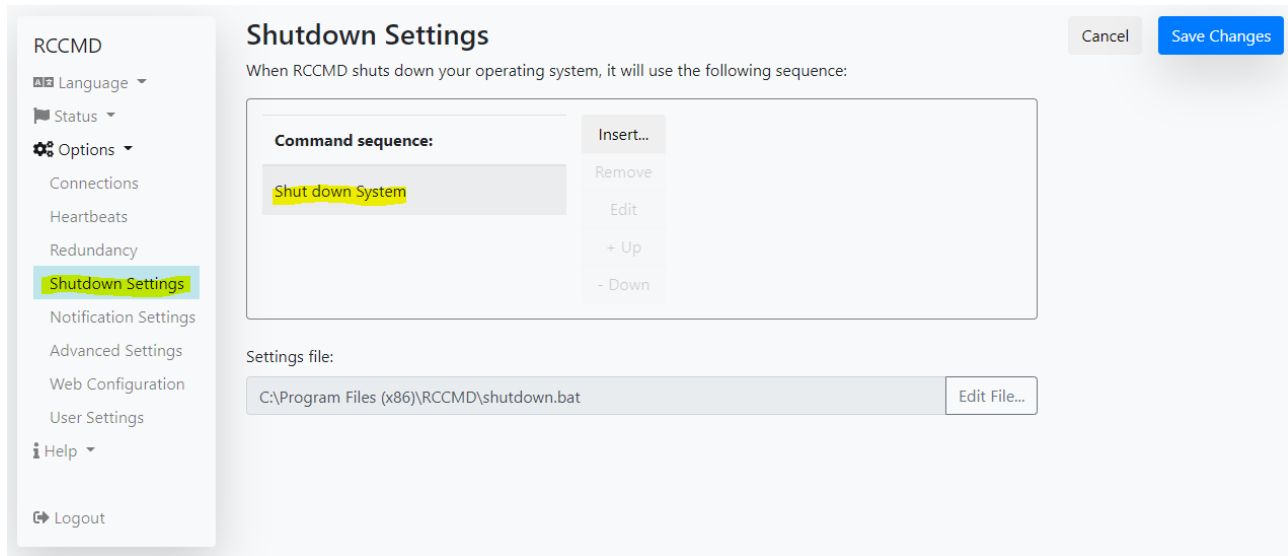 RCCMD
Language
Status
Options
Connections
Heartbeats
Redundancy
Shutdown Settings
Notification Settings
Advanced Settings
Web Configuration
User Settings
Help
Logout
Shutdown Settings
Cancel
Save Changes
When RCCMD shuts down your operating system, it will use the following sequence:
Command sequence:
Shut down System
Insert...
Remove
Edit
+ Up
- Down
Settings file:
C:\Program Files (x86)\RCCMD\shutdown.bat
Edit File...